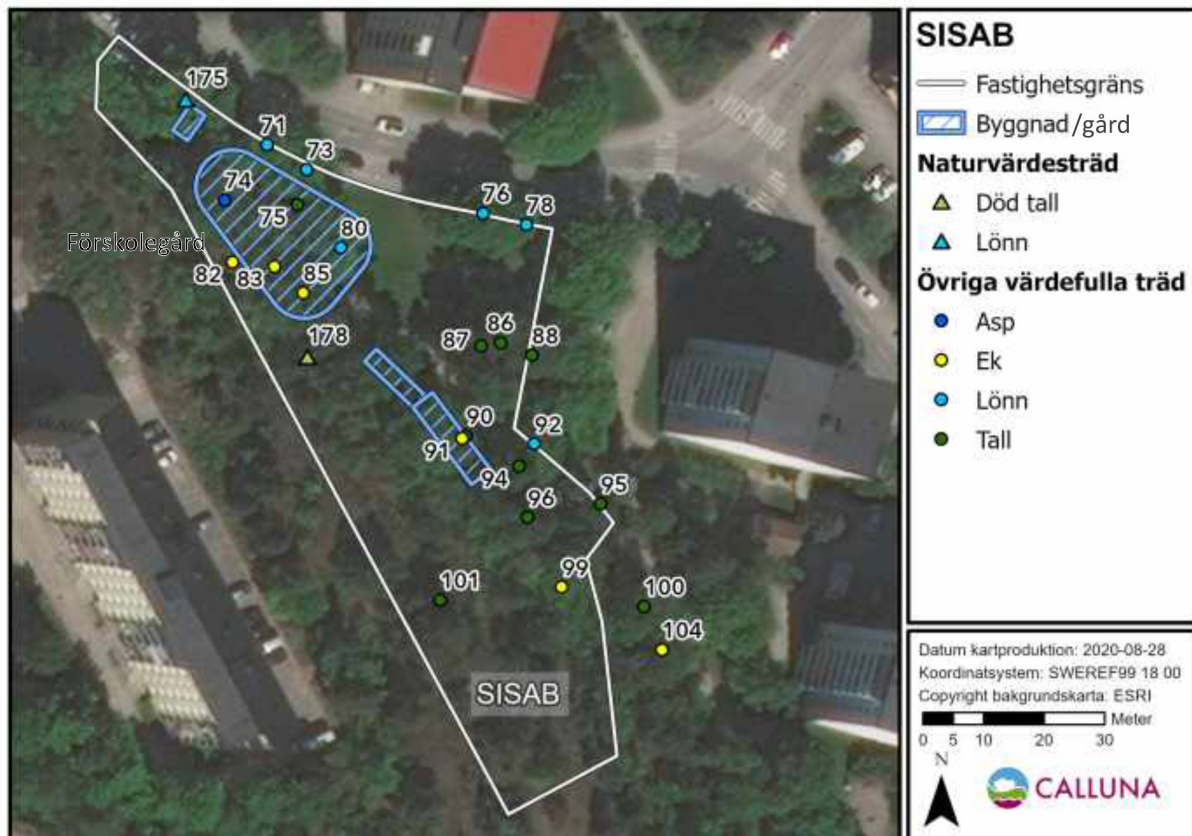 175
71
73
74
75
76
78
80
Förskolegård
82
83
85
86
87
88
178
90
91
92
94
95
96
99
100
101
104
SISAB
SISAB
Fastighetsgräns
Byggnad/gård
Naturvärdesträd
Död tall
Lönn
Övriga värdefulla träd
Asp
Ek
Lönn
Tall
Datum kartproduktion: 2020-08-28
Koordinatsystem: SWEREF99 18 00
Copyright bakgrundskarta: ESRI
Meter
0 5 10 20 30
N
CALLUNA